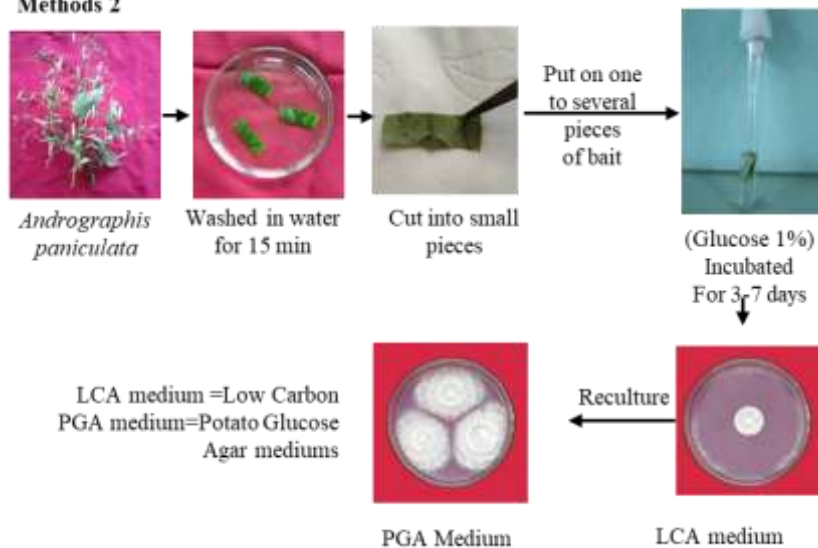 Methods 2
Andrographis
paniculata
Washed in water
for 15 min
Cut into small
pieces
Put on one
to several
pieces
of bait
(Glucose 1%)
Incubated
For 3-7 days
LCA medium =Low Carbon
PGA medium=Potato Glucose
Agar mediums
Reculture
PGA Medium
LCA medium